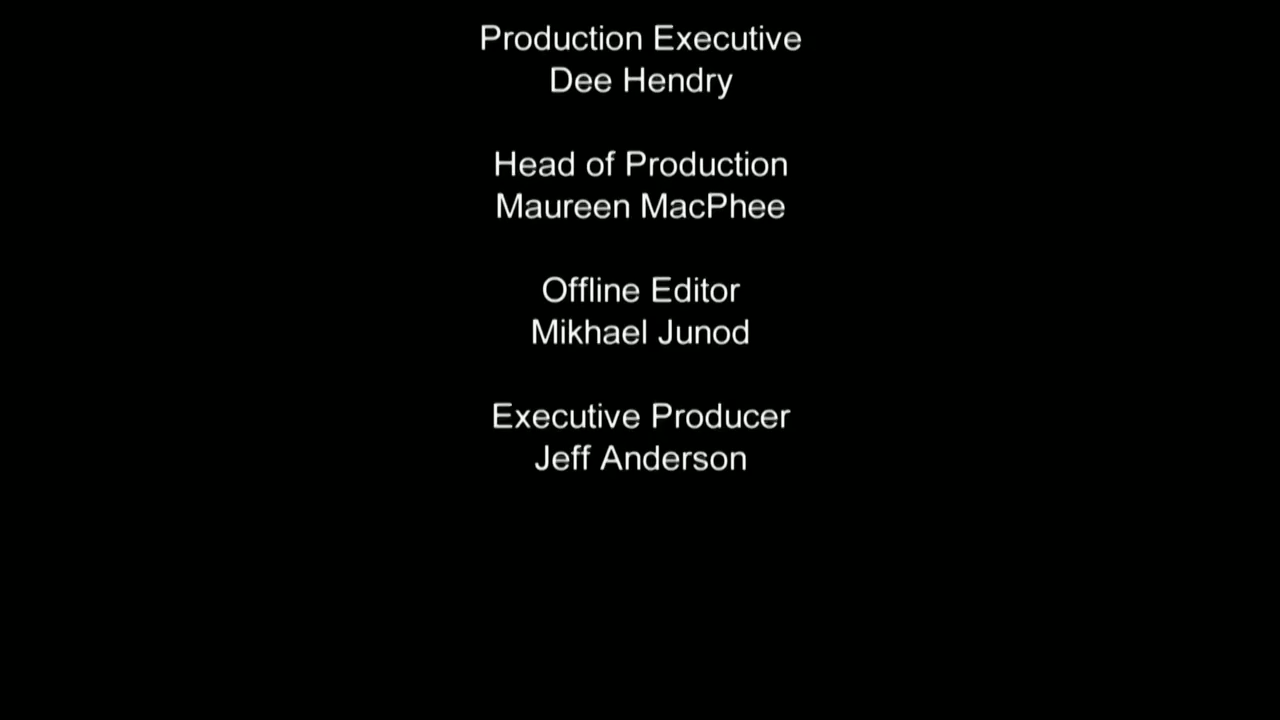 Production Executive
Dee Hendry
Head of Production
Maureen MacPhee
Offline Editor
Mikhael Junod
Executive Producer
Jeff Anderson